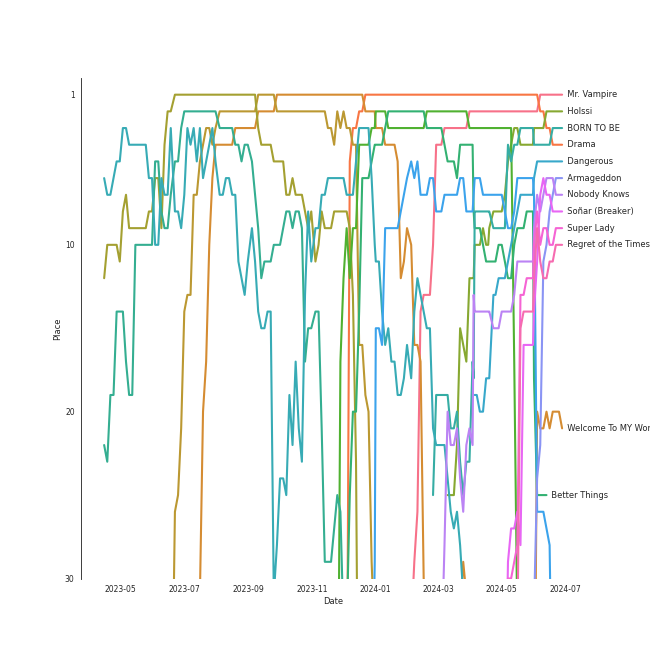 1
10
20
30
Place
2023-05
2023-07
2023-09
2023-11
2024-01
2024-03
2024-05
2024-07
Date
Mr. Vampire
Holssi
BORN TO BE
Drama
Dangerous
Armageddon
Nobody Knows
Soñar (Breaker)
Super Lady
Regret of the Times
Welcome To MY Wor
Better Things